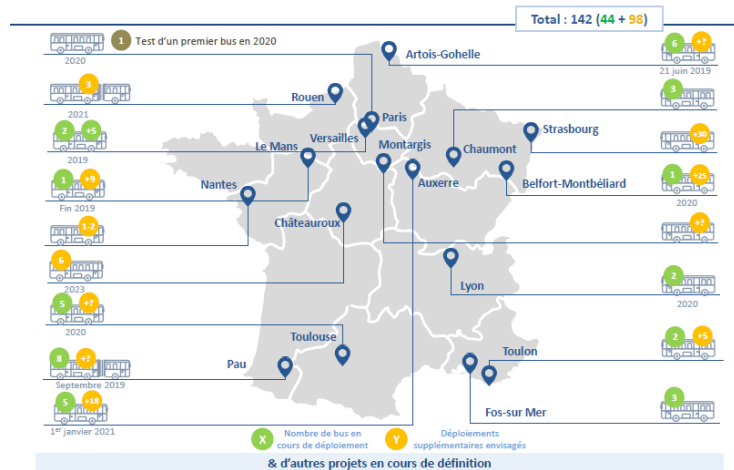 Total : 142 (44 + 98)
1 Test d'un premier bus en 2020
2020
Artois-Gohelle
6 +?
21 juin 2019
3
2021
Rouen
3
Paris
Strasbourg
+30
2 +5
2019
Versailles
Le Mans
Montargis
Chaumont
Auxerre
Belfort-Montbéliard
1 +25
2020
1 +9
Fin 2019
Nantes
1-2
Châteauroux
+?
6
2023
Lyon
2
2020
5 +?
2020
Toulouse
Toulon
2 +5
8 +?
Septembre 2019
Pau
Fos-sur Mer
3
5 +18
1er janvier 2021
X Nombre de bus en
cours de déploiement
Y Déploiements
supplémentaires envisagés
& d'autres projets en cours de définition